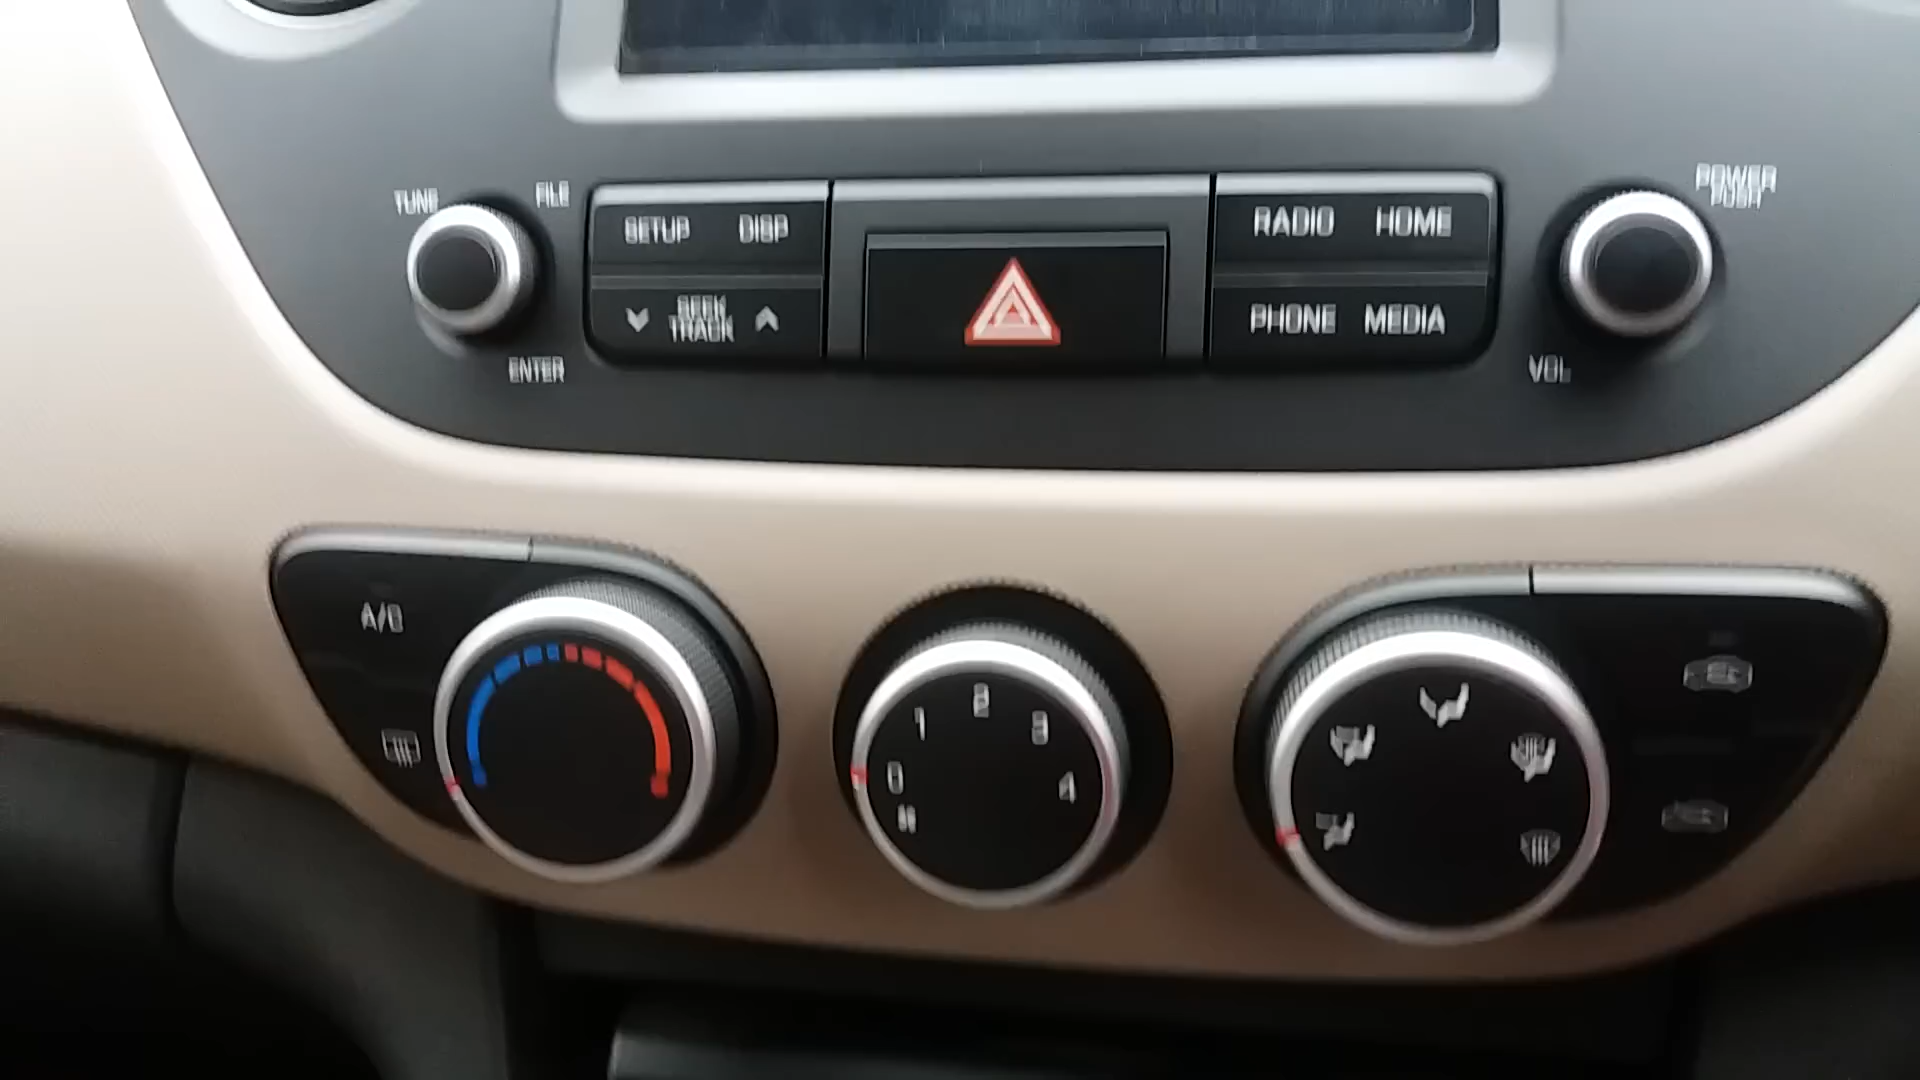 TUNE
FILE
SETUP DISP
RADIO HOME
POWER
PUSH
SEEK
TRACK
PHONE MEDIA
ENTER
VOL
A/C
0 1 2 3 4